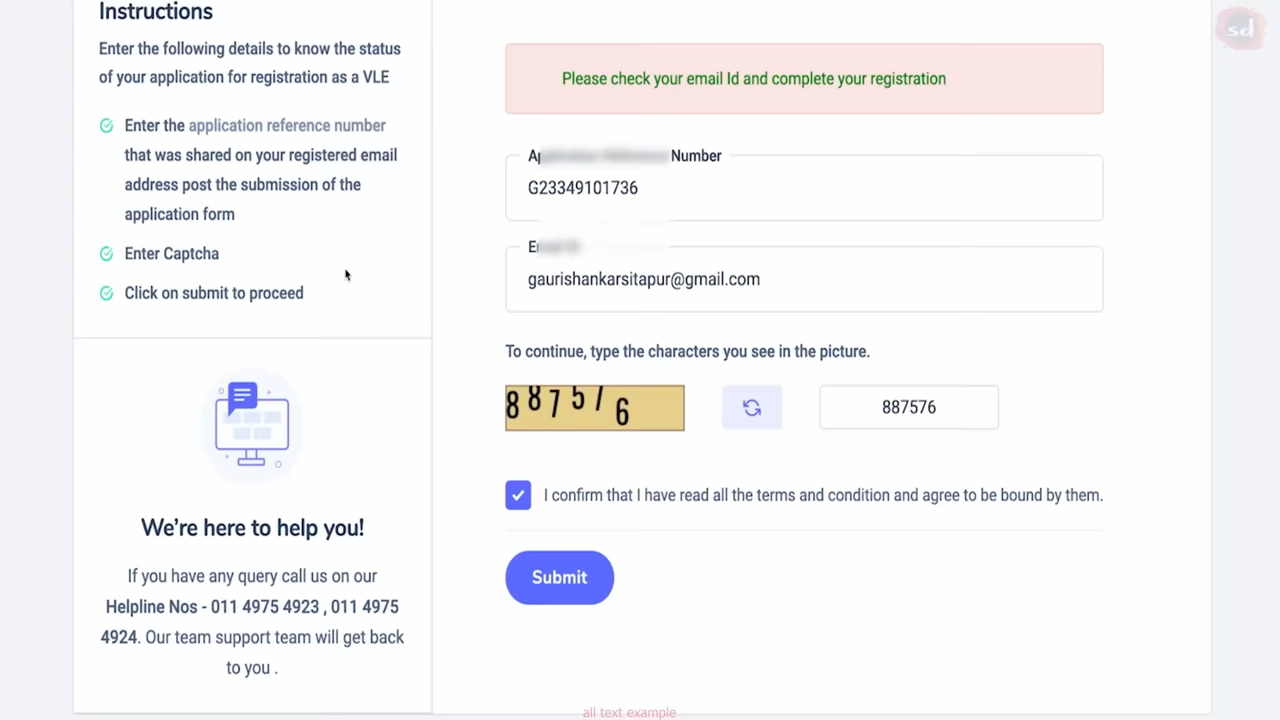 Instructions
Enter the following details to know the status
of your application for registration as a VLE
Enter the application reference number
that was shared on your registered email
address post the submission of the
application form
Enter Captcha
Click on submit to proceed
We’re here to help you!
If you have any query call us on our
Helpline Nos - 011 4975 4923 , 011 4975
4924. Our team support team will get back
to you .
sd
Please check your email Id and complete your registration
Number
G23349101736
gaurishankarsitapur@gmail.com
To continue, type the characters you see in the picture.
887576
887576
I confirm that I have read all the terms and condition and agree to be bound by them.
Submit
all text example